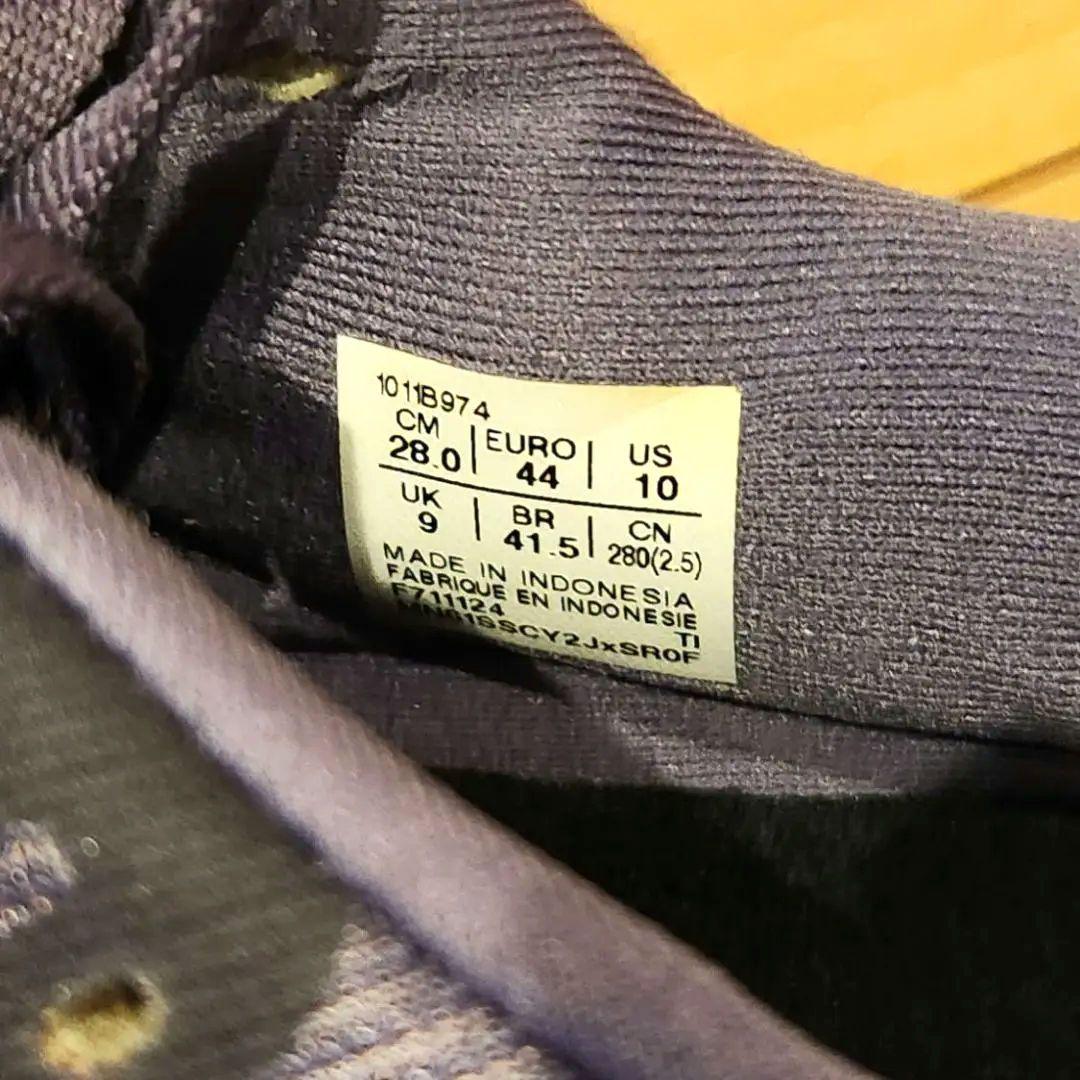 1011B974
CM | EURO | US
28.0 | 44 | 10
UK | BR | CN
9 | 41.5 | 280(2.5)
MADE IN INDONESIA
FABRIQUE EN INDONESIE
F711124 TI